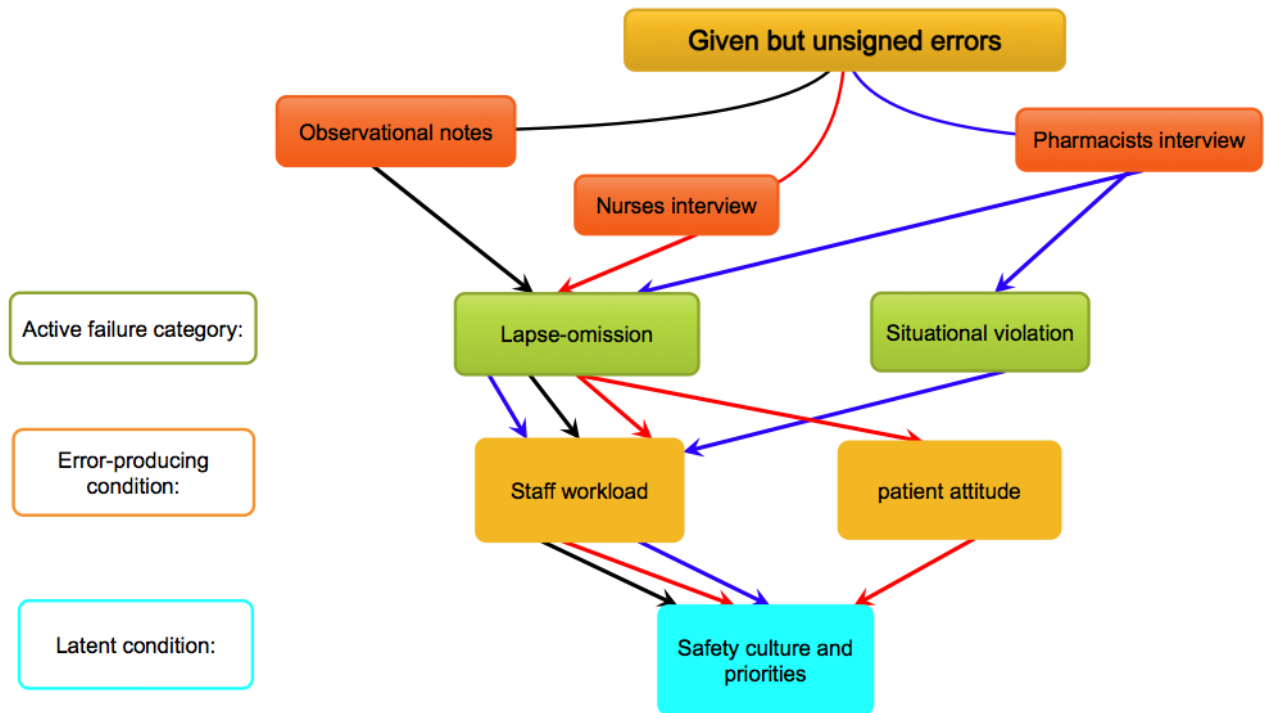 Given but unsigned errors
Observational notes
Pharmacists interview
Nurses interview
Active failure category:
Lapse-omission
Situational violation
Error-producing
condition:
Staff workload
patient attitude
Latent condition:
Safety culture and
priorities